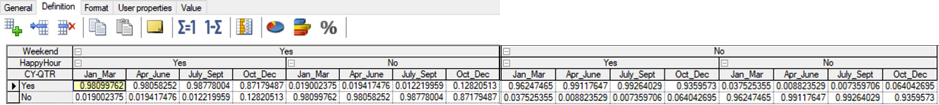 General Definition Format User properties Value
Σ=1 1-Σ %
Weekend Yes No
HappyHour Yes No Yes No
CY-QTR Jan_Mar Apr_June July_Sept Oct_Dec Jan_Mar Apr_June July_Sept Oct_Dec Jan_Mar Apr_June July_Sept Oct_Dec Jan_Mar Apr_June July_Sept Oct_Dec
Yes 0.98099762 0.98058252 0.98778004 0.87179487 0.019002375 0.019417476 0.012219959 0.12820513 0.96247465 0.99117647 0.99264029 0.9359573 0.037525355 0.008823529 0.007359706 0.064042695
No 0.019002375 0.019417476 0.012219959 0.12820513 0.98099762 0.98058252 0.98778004 0.87179487 0.037525355 0.008823529 0.007359706 0.064042695 0.96247465 0.99117647 0.99264029 0.9359573